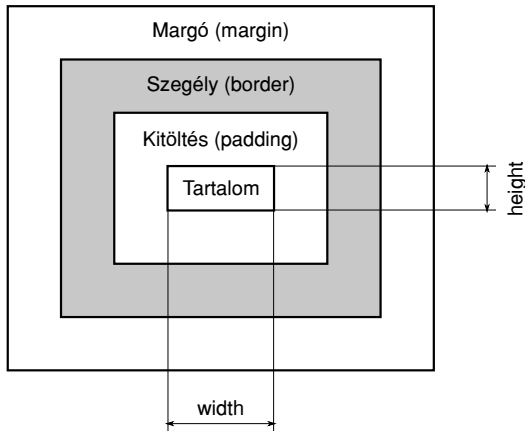 Margó (margin)
Szegély (border)
Kitöltés (padding)
Tartalom
height
width